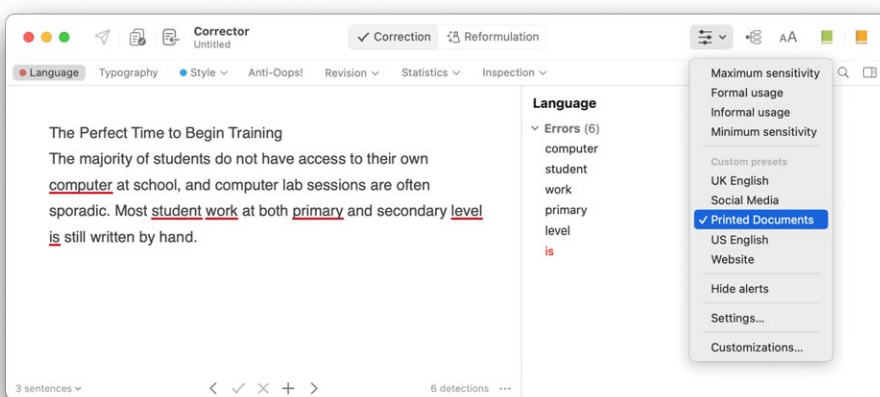 Corrector
Untitled
Correction
Reformulation
AA
Language
Typography
Style
Anti-Oops!
Revision
Statistics
Inspection
The Perfect Time to Begin Training
The majority of students do not have access to their own
computer at school, and computer lab sessions are often
sporadic. Most student work at both primary and secondary level
is still written by hand.
3 sentences
6 detections
Language
Errors (6)
computer
student
work
primary
level
is
Maximum sensitivity
Formal usage
Informal usage
Minimum sensitivity
Custom presets
UK English
Social Media
Printed Documents
US English
Website
Hide alerts
Settings...
Customizations...